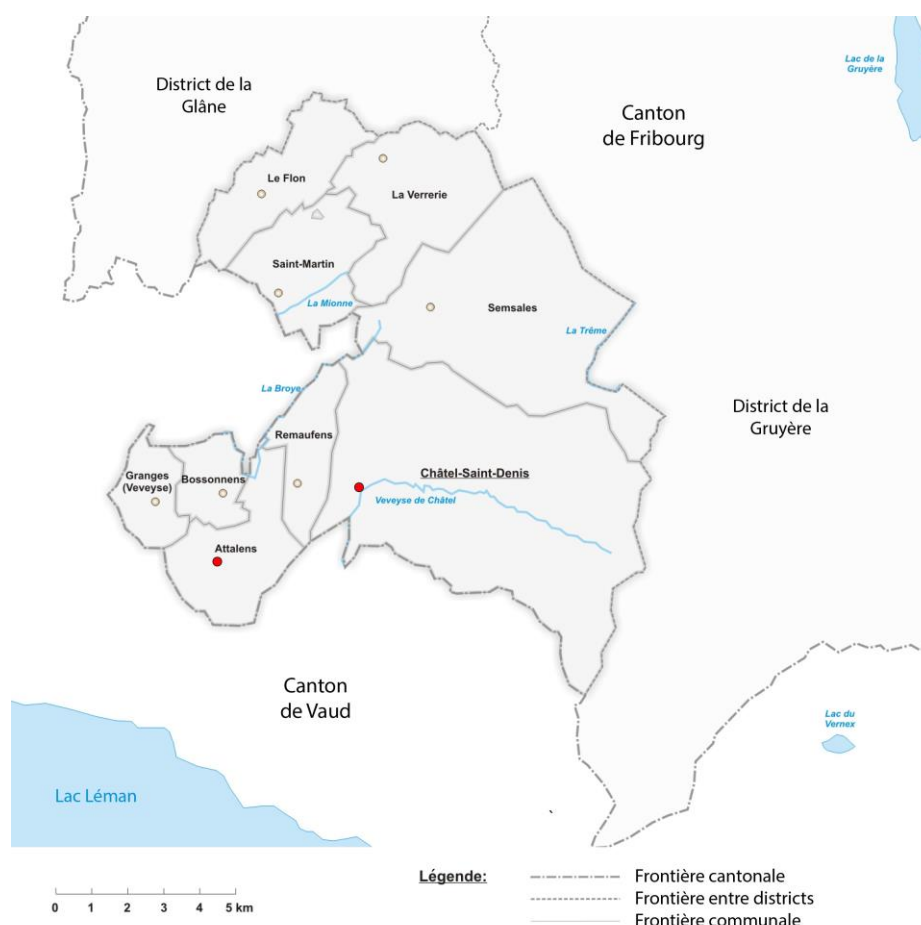 Lac de la
Gruyère
District de la
Glâne
Canton
de Fribourg
Le Flon
La Verrerie
Saint-Martin
La Mionne
Semsales
La Trême
La Broye
District de la
Gruyère
Remaufens
Granges
(Veveyse)
Bossonnens
Châtel-Saint-Denis
Veveyse de Châtel
Attalens
Canton
de Vaud
Lac du
Vernex
Lac Léman
Légende:
Frontière cantonale
Frontière entre districts
Frontière communale
0 1 2 3 4 5 km